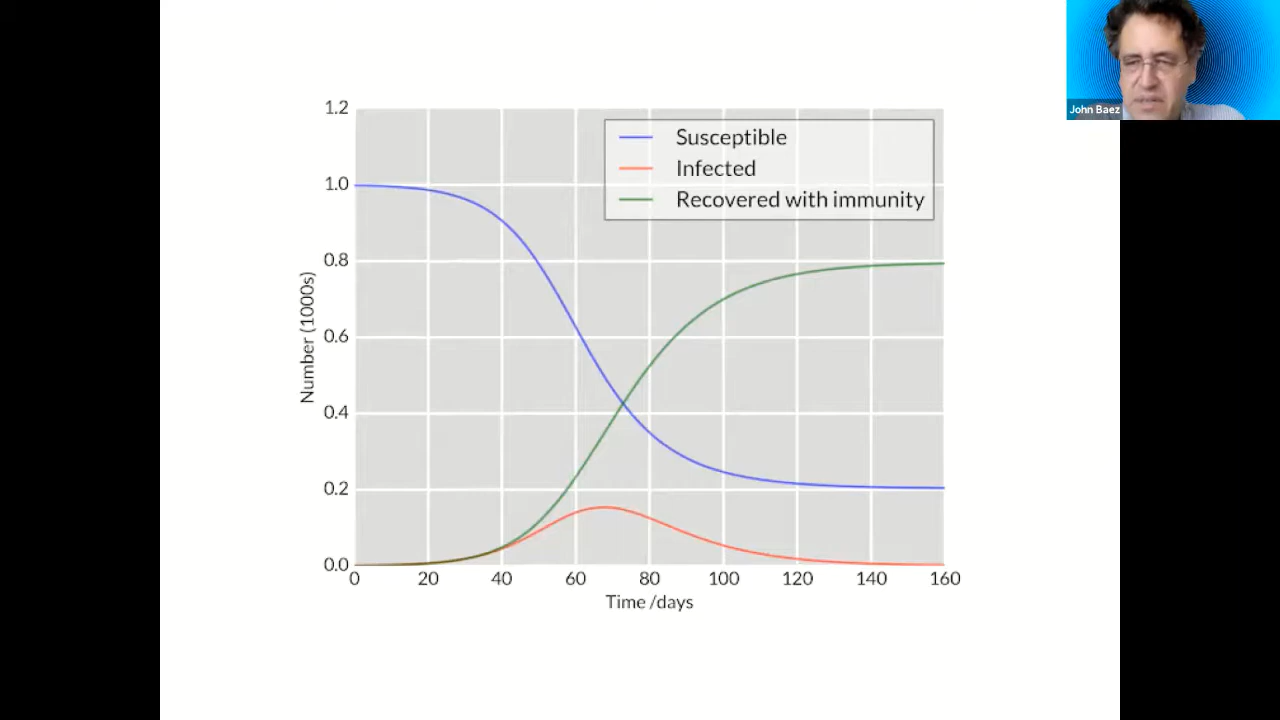 John Baez
1.2
1.0
0.8
0.6
0.4
0.2
0.0
Number (1000s)
Susceptible
Infected
Recovered with immunity
0 20 40 60 80 100 120 140 160
Time /days